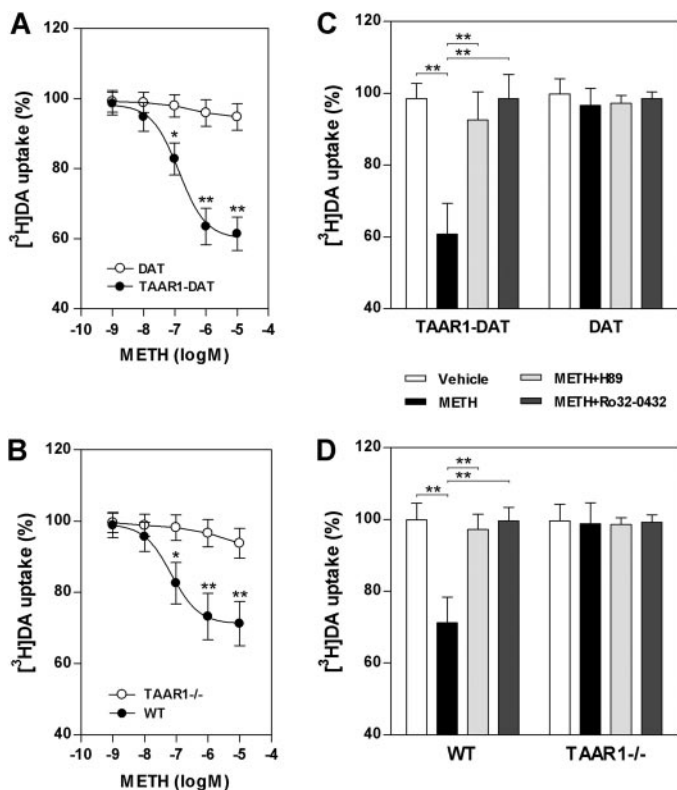 A
[³H]DA uptake (%)
120
100
80
60
40
*
**
**
DAT
TAAR1-DAT
-10 -9 -8 -7 -6 -5 -4
METH (logM)
C
[³H]DA uptake (%)
120
100
80
60
40
**
**
**
TAAR1-DAT DAT
Vehicle METH+H89
METH METH+Ro32-0432
B
[³H]DA uptake (%)
120
100
80
60
40
*
**
**
TAAR1-/-
WT
-10 -9 -8 -7 -6 -5 -4
METH (logM)
D
[³H]DA uptake (%)
120
100
80
60
40
**
**
**
WT TAAR1-/-